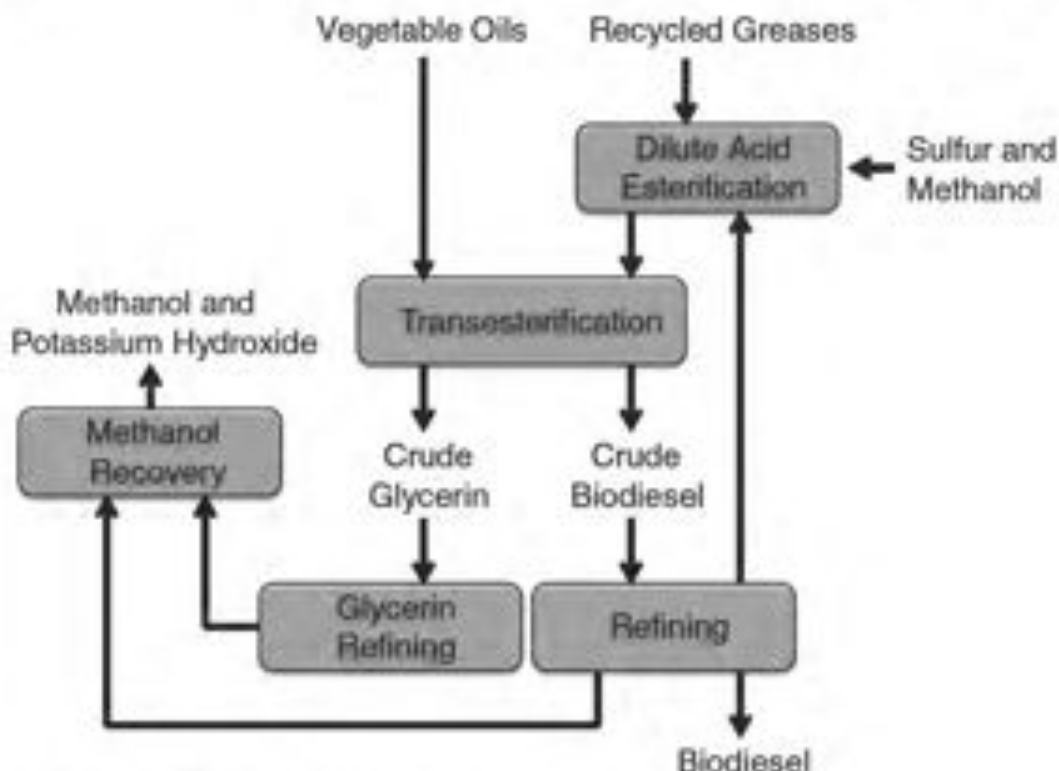 Vegetable Oils
Recycled Greases
Dilute Acid
Esterification
Sulfur and
Methanol
Transesterification
Methanol and
Potassium Hydroxide
Methanol
Recovery
Crude
Glycerin
Crude
Biodiesel
Glycerin
Refining
Refining
Biodiesel